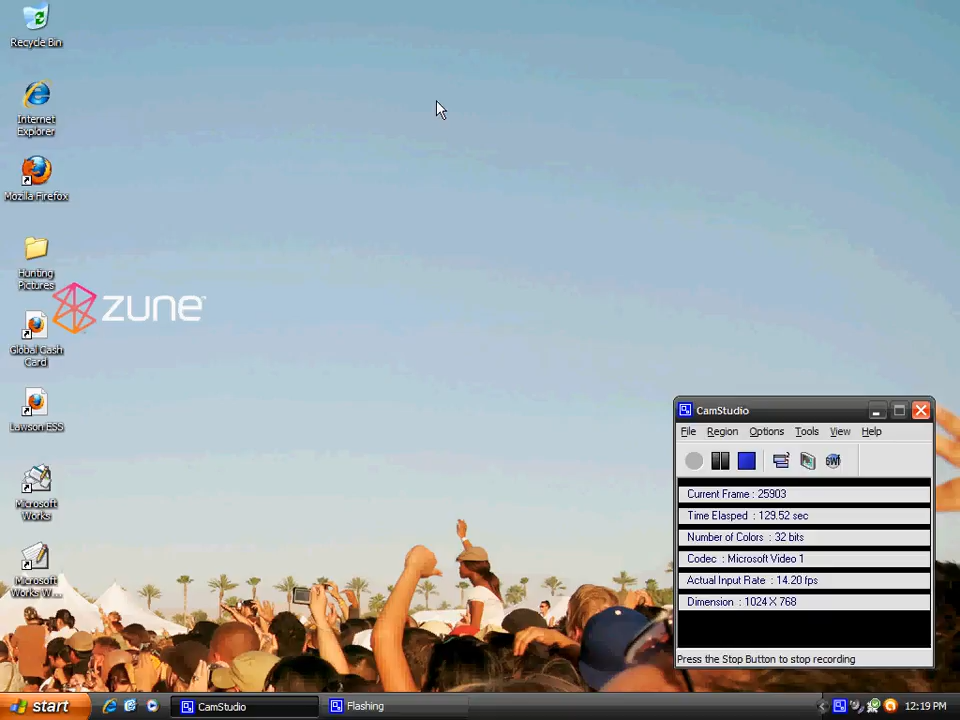 Recycle Bin
Internet
Explorer
Mozilla Firefox
Hunting
Pictures
zune
Global Cash
Card
Lawson ESS
Microsoft
Works
Microsoft
Works W...
CamStudio
File Region Options Tools View Help
SWF
Current Frame : 25903
Time Elasped : 129.52 sec
Number of Colors : 32 bits
Codec : Microsoft Video 1
Actual Input Rate : 14.20 fps
Dimension : 1024 X 768
Press the Stop Button to stop recording
start
CamStudio
Flashing
12:19 PM